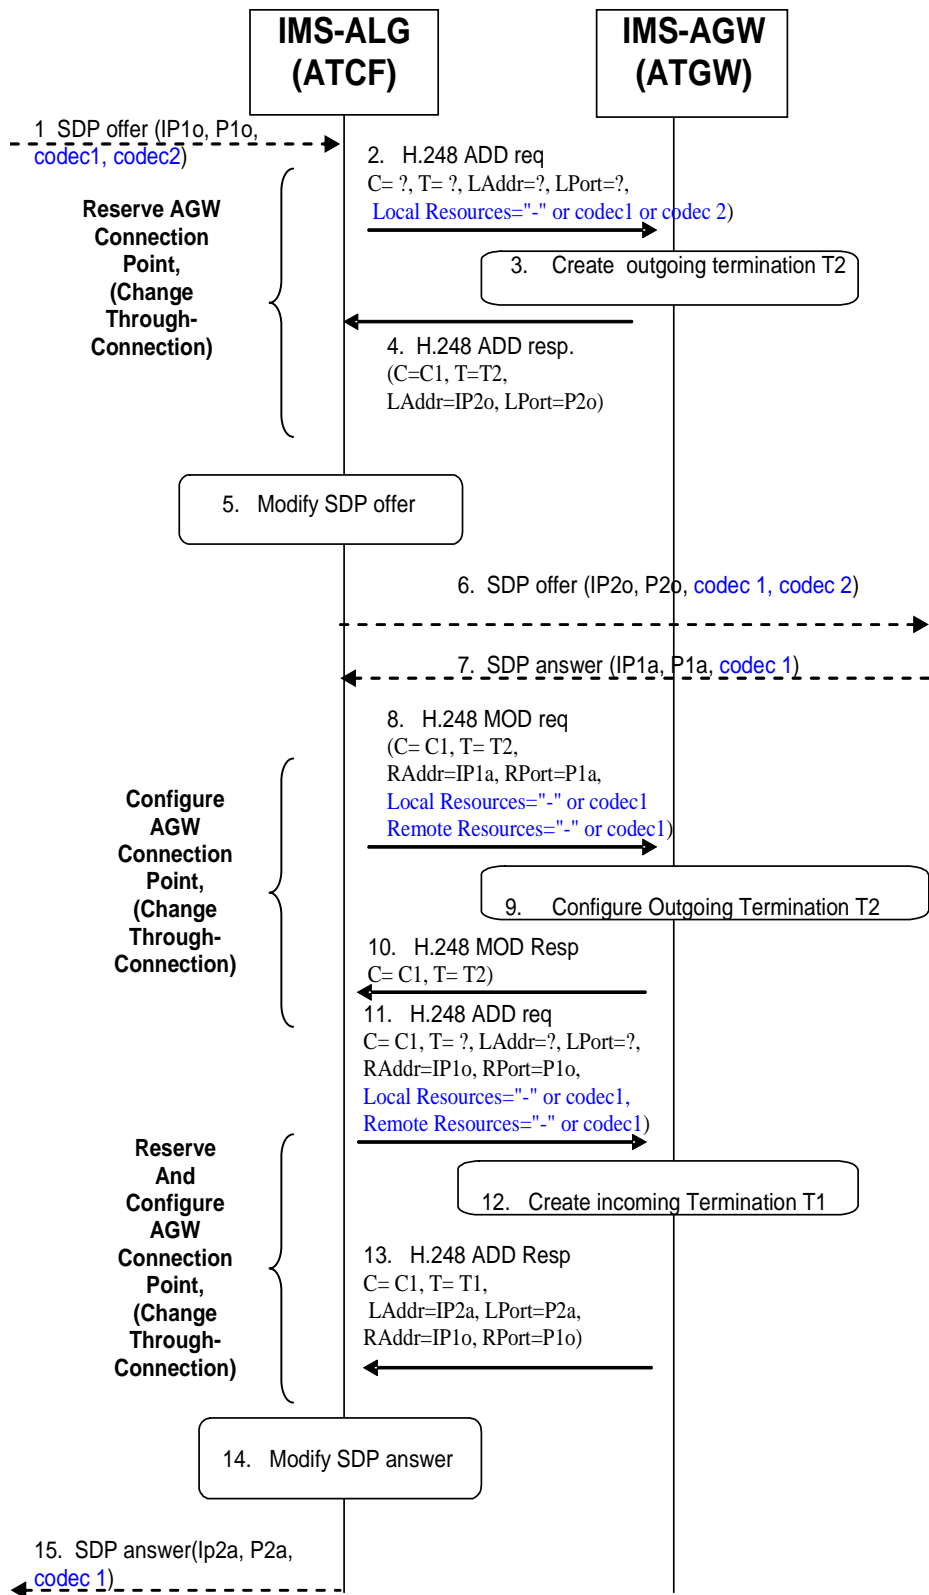 IMS-ALG
(ATCF)
IMS-AGW
(ATGW)
1  SDP offer (IP1o, P1o,
codec1, codec2)
2.   H.248 ADD req
C= ?, T= ?, LAddr=?, LPort=?,
Local Resources="-" or codec1 or codec 2)
Reserve AGW
Connection
Point,
(Change
Through-
Connection)
3.    Create  outgoing termination T2
4.  H.248 ADD resp.
(C=C1, T=T2,
LAddr=IP2o, LPort=P2o)
5.   Modify SDP offer
6.  SDP offer (IP2o, P2o, codec 1, codec 2)
7.  SDP answer (IP1a, P1a, codec 1)
8.   H.248 MOD req
(C= C1, T= T2,
RAddr=IP1a, RPort=P1a,
Local Resources="-" or codec1
Remote Resources="-" or codec1)
Configure
AGW
Connection
Point,
(Change
Through-
Connection)
9.     Configure Outgoing Termination T2
10.  H.248 MOD Resp
C= C1, T= T2)
11.   H.248 ADD req
C= C1, T= ?, LAddr=?, LPort=?,
RAddr=IP1o, RPort=P1o,
Local Resources="-" or codec1,
Remote Resources="-" or codec1)
Reserve
And
Configure
AGW
Connection
Point,
(Change
Through-
Connection)
12.   Create incoming Termination T1
13.   H.248 ADD Resp
C= C1, T= T1,
LAddr=IP2a, LPort=P2a,
RAddr=IP1o, RPort=P1o)
14.   Modify SDP answer
15.  SDP answer(Ip2a, P2a,
codec 1)